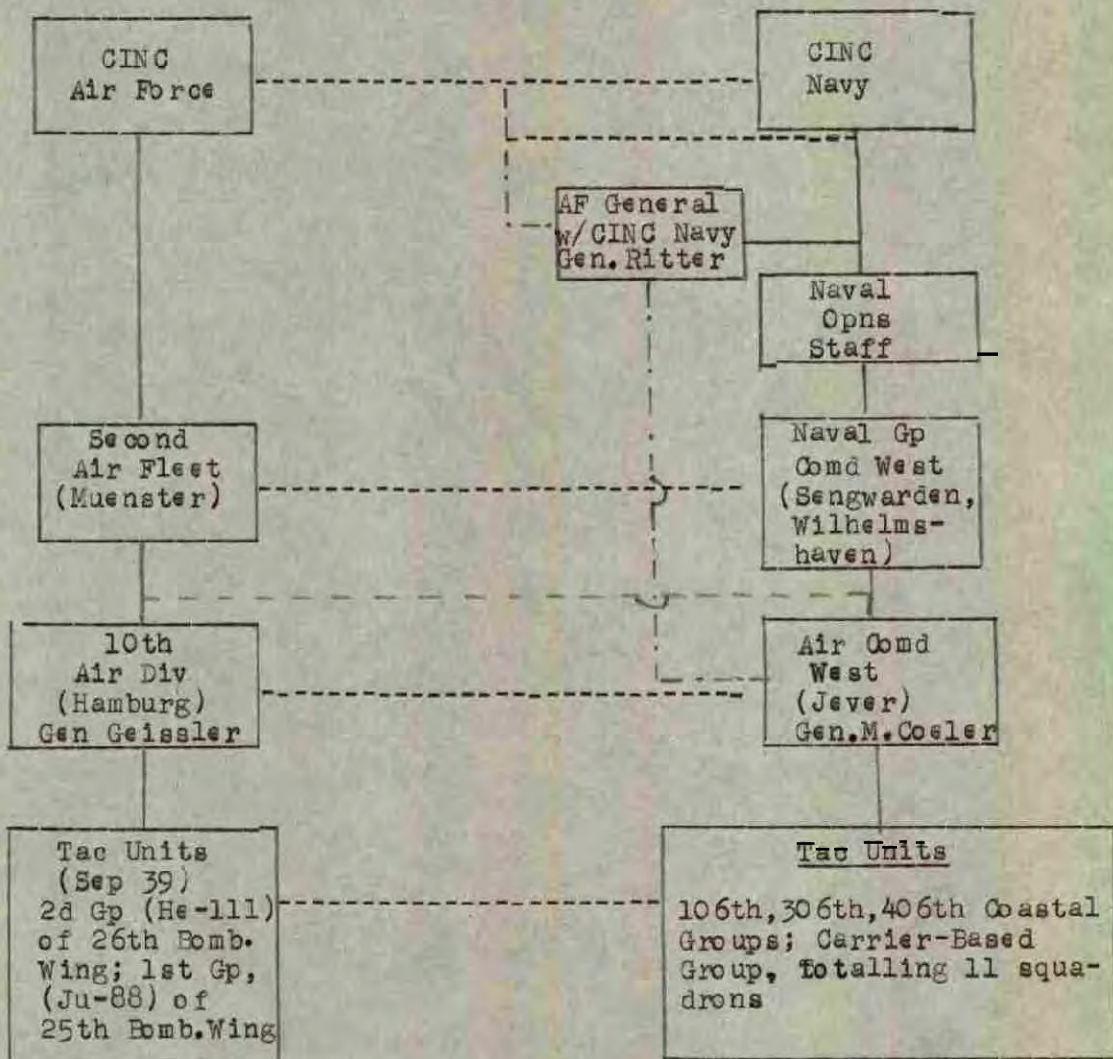 CINC
Air Force
CINC
Navy
AF General
w/CINC Navy
Gen. Ritter
Naval
Opns
Staff
Second
Air Fleet
(Muenster)
Naval Gp
Comd West
(Sengwarden,
Wilhelms-
haven)
10th
Air Div
(Hamburg)
Gen Geissler
Air Comd
West
(Jever)
Gen.M.Coeler
Tac Units
(Sep 39)
2d Gp (He-111)
of 26th Bomb.
Wing; 1st Gp,
(Ju-88) of
25th Bomb.Wing
Tac Units
106th,306th,406th Coastal
Groups; Carrier-Based
Group, totalling 11 squa-
drons